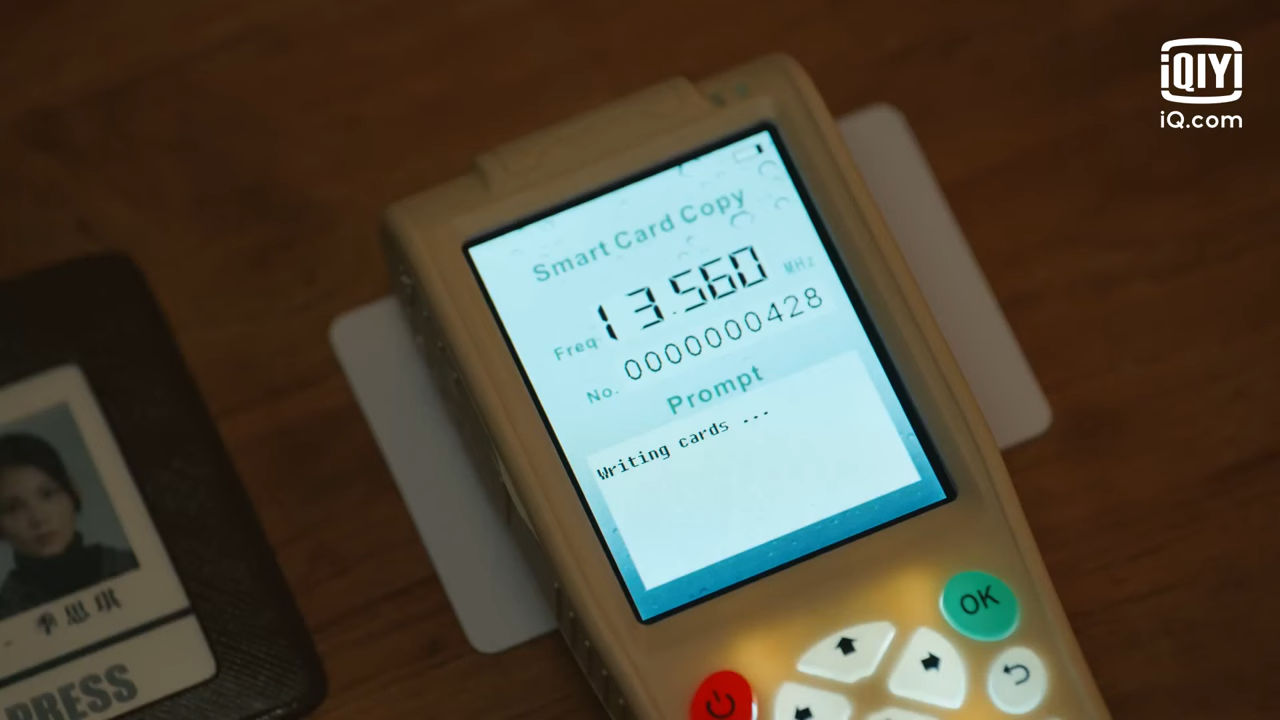 iQIYI
iQ.com
Smart Card Copy
Freq. 13.560 MHz
No. 0000000428
Prompt
Writing cards ---
OK
李思琪
PRESS